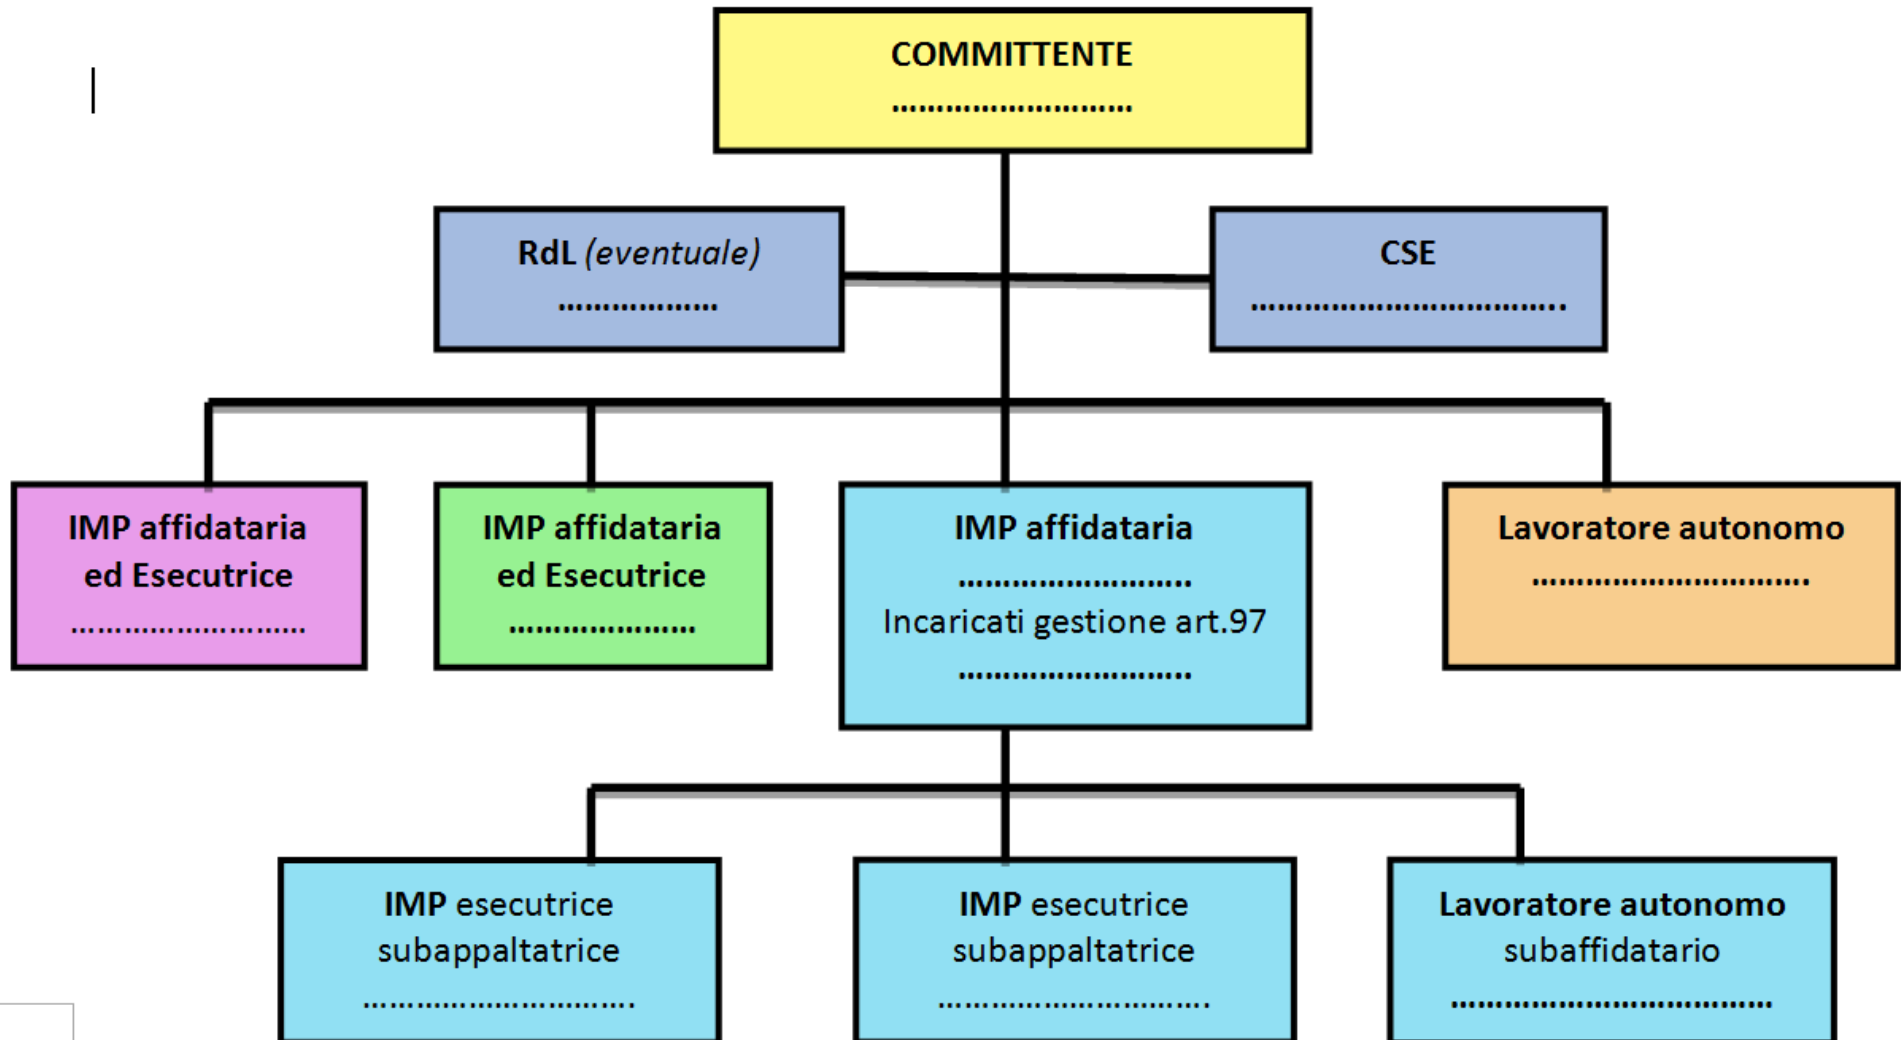 COMMITTENTE
………………………
RdL (eventuale)
………………
CSE
……………………………..
IMP affidataria
ed Esecutrice
………………………
IMP affidataria
ed Esecutrice
…………………
IMP affidataria
……………………..
Incaricati gestione art.97
……………………..
Lavoratore autonomo
………………………….
IMP esecutrice
subappaltatrice
………………………….
IMP esecutrice
subappaltatrice
………………………….
Lavoratore autonomo
subaffidatario
………………………………